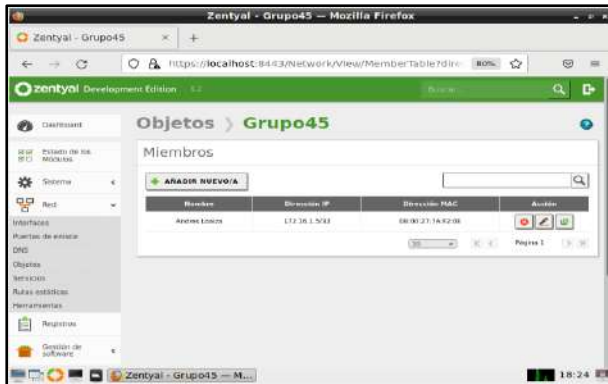 Zentyal - Grupo45 — Mozilla Firefox
Zentyal - Grupo45
https://localhost:8443/Network/View/MemberTable?dire
80%
zentyal Development Edition
Buscar
Dashboard
Objetos > Grupo45
Estado de los Módulos
Miembros
Sistema
AÑADIR NUEVO/A
Red
Nombre Dirección IP Dirección MAC Acción
Interfaces
Puertas de enlace
DNS
Objetos
10 Página 1
Servicios
Rutas estáticas
Herramientas
Registros
Gestión de software
Zentyal - Grupo45 — M...
18:24